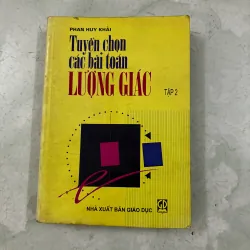 PHAN HUY KHẢI
Tuyển chọn
các bài toán
LƯỢNG GIÁC
TẬP 2
NHÀ XUẤT BẢN GIÁO DỤC